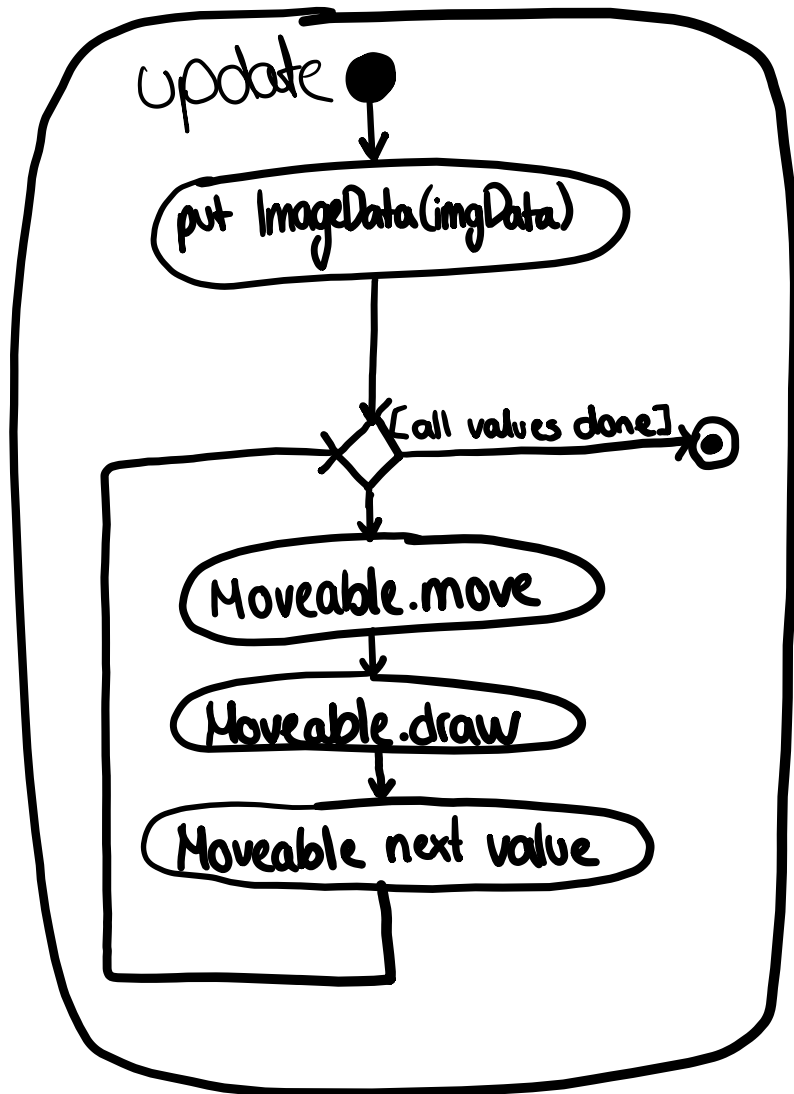 update
put ImageData(imgData)
[all values done]
Moveable.move
Moveable.draw
Moveable next value